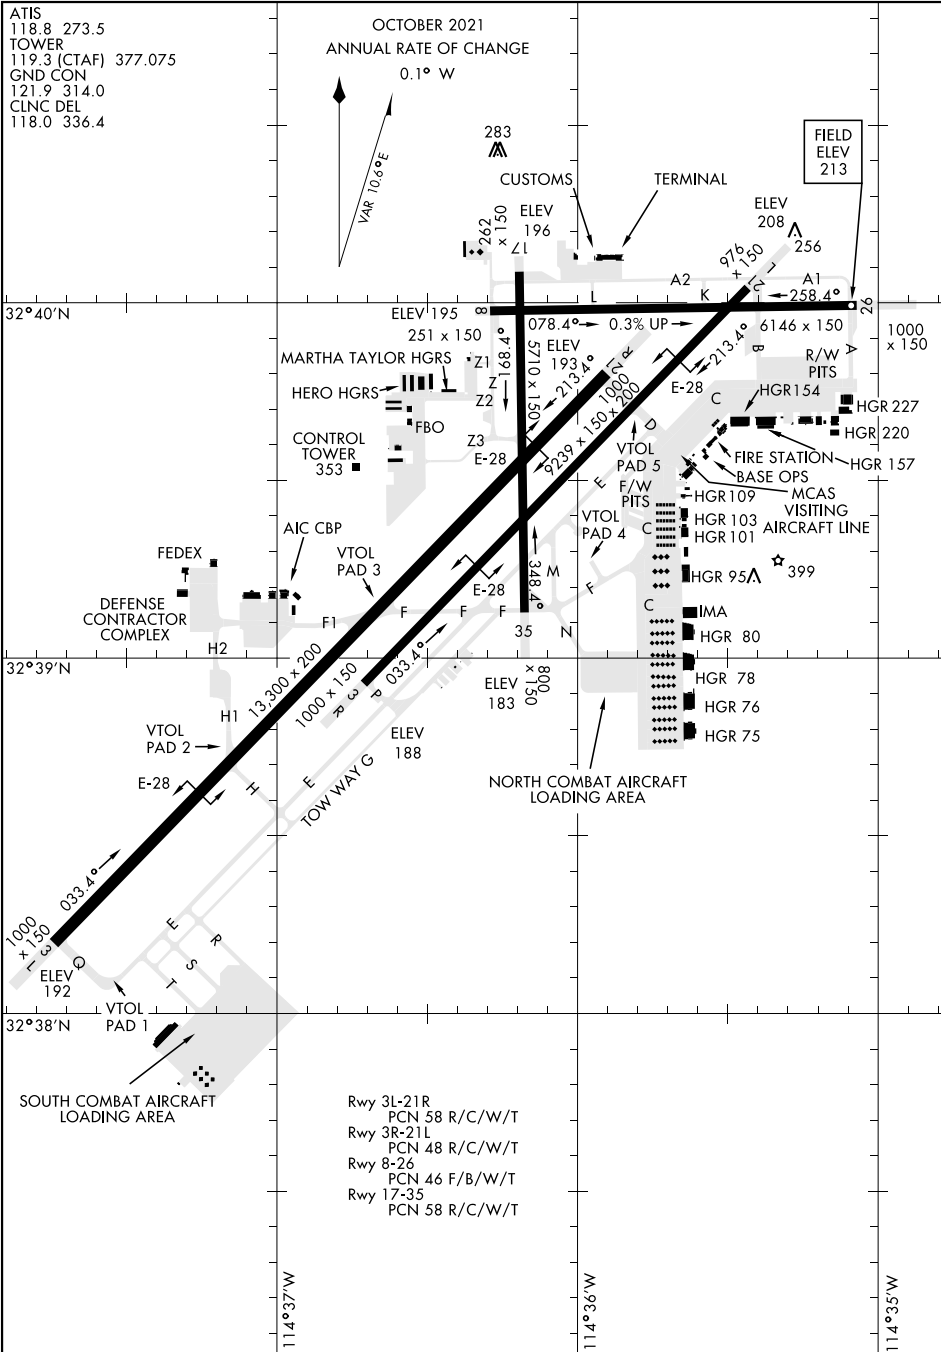 ATIS
118.8 273.5
TOWER
119.3 (CTAF) 377.075
GND CON
121.9 314.0
CLNC DEL
118.0 336.4
OCTOBER 2021
ANNUAL RATE OF CHANGE
0.1° W
VAR 10.6° E
283
FIELD
ELEV
213
CUSTOMS
TERMINAL
ELEV
208
256
262
x 150
ELEV
196
17
976
x 150
21
L
A2
A1
L
K
258.4°
32°40'N
ELEV 195
8
26
078.4°
0.3% UP
6146 x 150
1000
x 150
251 x 150
168.4°
5710 x 150
ELEV
193
213.4°
21
R
213.4°
B
A
R/W
PITS
MARTHA TAYLOR HGRS
Z1
Z
HERO HGRS
Z2
1000
E-28
C
HGR154
HGR 227
FBO
9239 x 150 x 200
D
HGR 220
CONTROL
TOWER
353
Z3
E-28
VTOL
PAD 5
FIRE STATION
HGR 157
BASE OPS
E
F/W
PITS
MCAS
VISITING
AIRCRAFT LINE
HGR109
HGR 103
HGR 101
C
AIC CBP
VTOL
PAD 3
VTOL
PAD 4
FEDEX
348.4°
M
F
399
HGR 95
E-28
C
DEFENSE
CONTRACTOR
COMPLEX
F1
F
F
F
IMA
35
N
HGR 80
H2
32°39'N
033.4°
13,300 x 200
1000 x 150
3
R
P
ELEV
183
800
x 150
HGR 78
H1
HGR 76
VTOL
PAD 2
ELEV
188
HGR 75
E-28
H
E
TOW WAY G
NORTH COMBAT AIRCRAFT
LOADING AREA
033.4°
1000
x 150
3
L
E
R
S
T
Q
ELEV
192
VTOL
PAD 1
32°38'N
SOUTH COMBAT AIRCRAFT
LOADING AREA
Rwy 3L-21R
PCN 58 R/C/W/T
Rwy 3R-21L
PCN 48 R/C/W/T
Rwy 8-26
PCN 46 F/B/W/T
Rwy 17-35
PCN 58 R/C/W/T
114°37'W
114°36'W
114°35'W